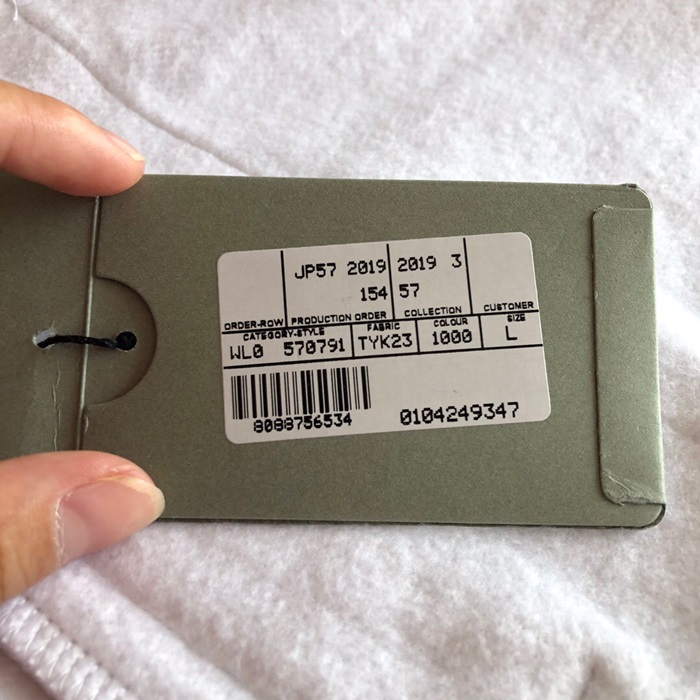 JP57 2019 2019 3
154 57
ORDER-ROW PRODUCTION ORDER COLLECTION CUSTOMER
CATEGORY-STYLE FABRIC COLOUR SIZE
WL0 570791 TYK23 1000 L
8088756534 0104249347